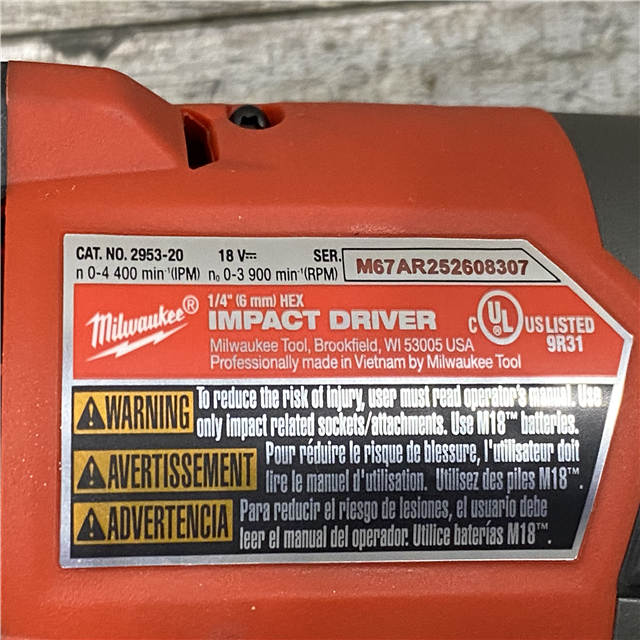 CAT. NO. 2953-20 18 V⎓ SER. M67AR252608307
n 0-4 400 min⁻¹(IPM) n₀ 0-3 900 min⁻¹(RPM)
Milwaukee®
1/4" (6 mm) HEX
IMPACT DRIVER
Milwaukee Tool, Brookfield, WI 53005 USA
Professionally made in Vietnam by Milwaukee Tool
C UL US LISTED
9R31
WARNING To reduce the risk of injury, user must read operator's manual. Use
only impact related sockets/attachments. Use M18™ batteries.
AVERTISSEMENT Pour réduire le risque de blessure, l'utilisateur doit
lire le manuel d'utilisation. Utilisez des piles M18™.
ADVERTENCIA Para reducir el riesgo de lesiones, el usuario debe
leer el manual del operador. Utilice baterías M18™.